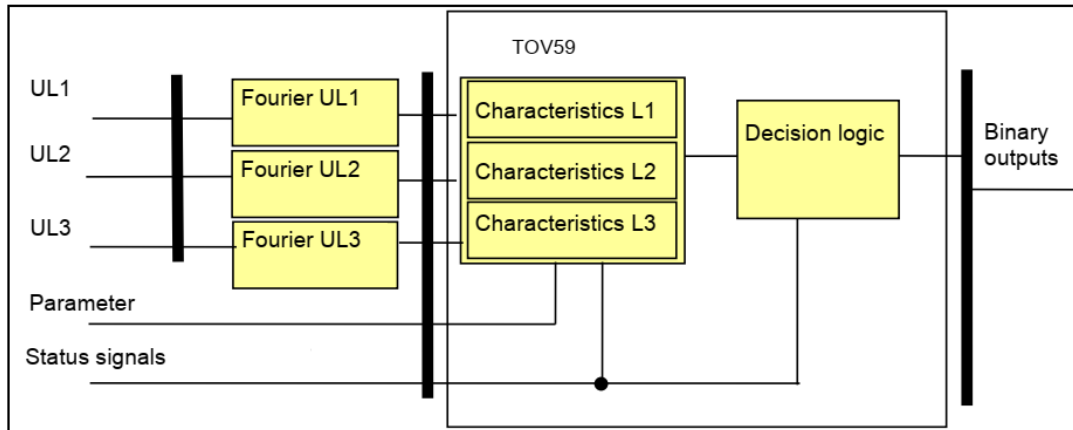 TOV59
UL1
Fourier UL1
Characteristics L1
Decision logic
Binary
outputs
UL2
Fourier UL2
Characteristics L2
UL3
Fourier UL3
Characteristics L3
Parameter
Status signals